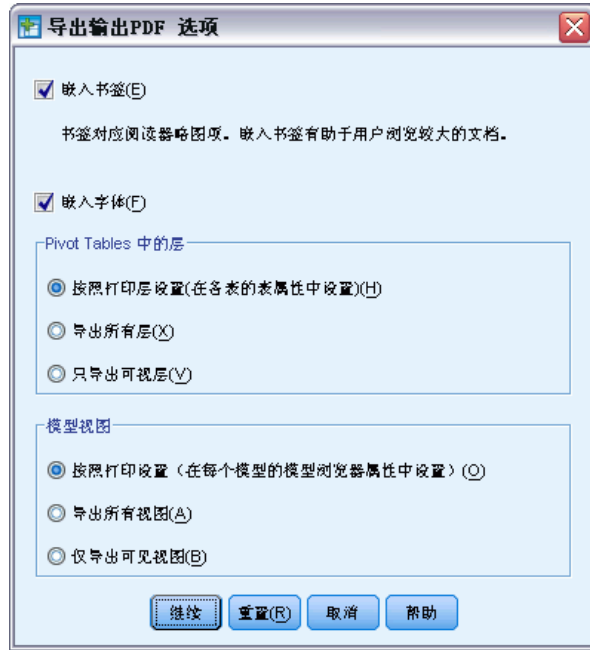 导出输出PDF 选项
嵌入书签(E)
书签对应阅读器略图项。嵌入书签有助于用户浏览较大的文档。
嵌入字体(F)
Pivot Tables 中的层
按照打印层设置(在各表的表属性中设置)(H)
导出所有层(X)
只导出可视层(V)
模型视图
按照打印设置（在每个模型的模型浏览器属性中设置）(O)
导出所有视图(A)
仅导出可见视图(B)
继续 重置(R) 取消 帮助